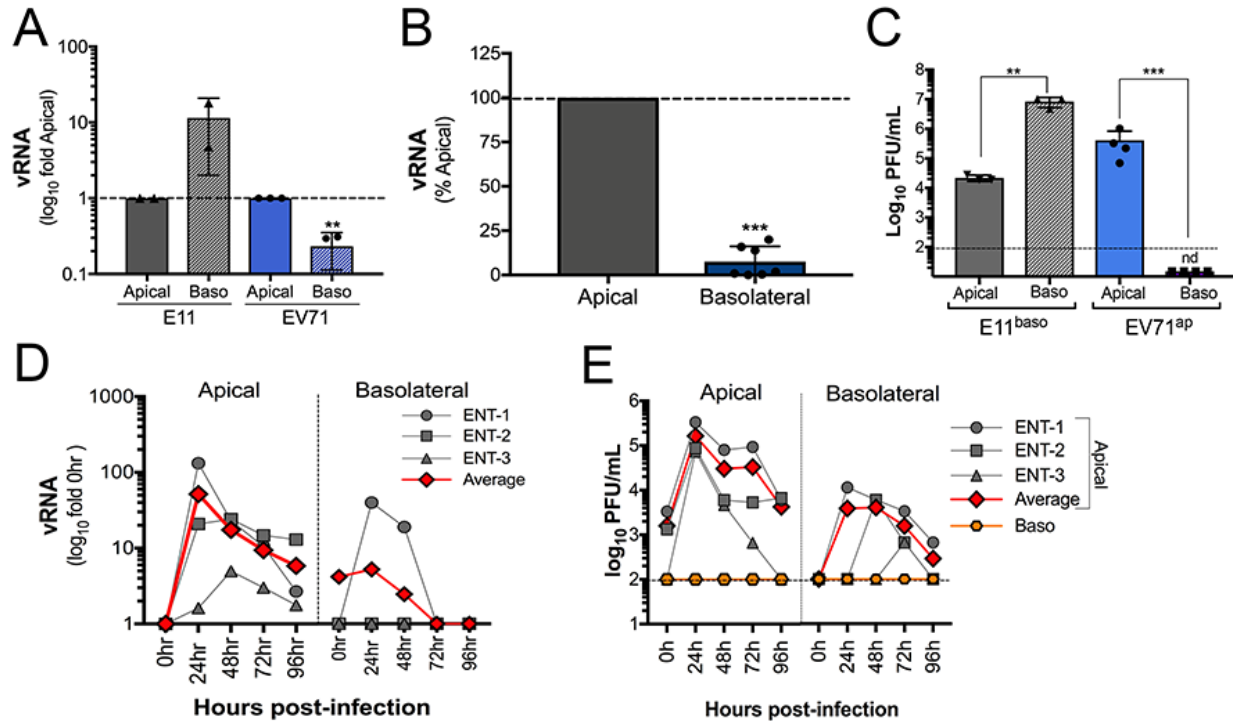 A
vRNA
(log10 fold Apical)
100
10
1
0.1
**
Apical Baso Apical Baso
E11 EV71
B
vRNA
(% Apical)
125
100
75
50
25
0
***
Apical Basolateral
C
Log10 PFU/mL
8
7
6
5
4
3
2
** ***
nd
Apical Baso Apical Baso
E11baso EV71ap
D
Apical Basolateral
vRNA
(log10 fold 0hr )
1000
100
10
1
ENT-1
ENT-2
ENT-3
Average
0hr 24hr 48hr 72hr 96hr 0hr 24hr 48hr 72hr 96hr
Hours post-infection
E
Apical Basolateral
log10 PFU/mL
6
5
4
3
2
1
ENT-1
ENT-2
ENT-3
Average
Baso
Apical
0h 24h 48h 72h 96h 0h 24h 48h 72h 96h
Hours post-infection